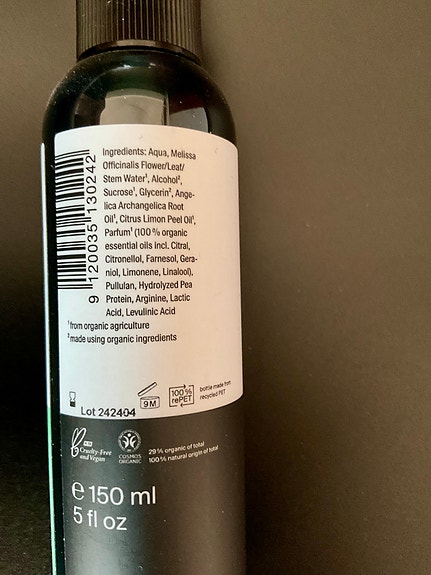 Ingredients: Aqua, Melissa
Officinalis Flower/Leaf/
Stem Water¹, Alcohol²,
Sucrose¹, Glycerin², Ange-
lica Archangelica Root
Oil¹, Citrus Limon Peel Oil¹,
Parfum¹ (100 % organic
essential oils incl. Citral,
Citronellol, Farnesol, Gera-
niol, Limonene, Linalool),
Pullulan, Hydrolyzed Pea
Protein, Arginine, Lactic
Acid, Levulinic Acid
¹ from organic agriculture
² made using organic ingredients
9 120035 130242
9 M
100 %
rePET
bottle made from
recycled PET
Lot 242404
Cruelty-Free
and Vegan
COSMOS
ORGANIC
29 % organic of total
100 % natural origin of total
℮ 150 ml
5 fl oz